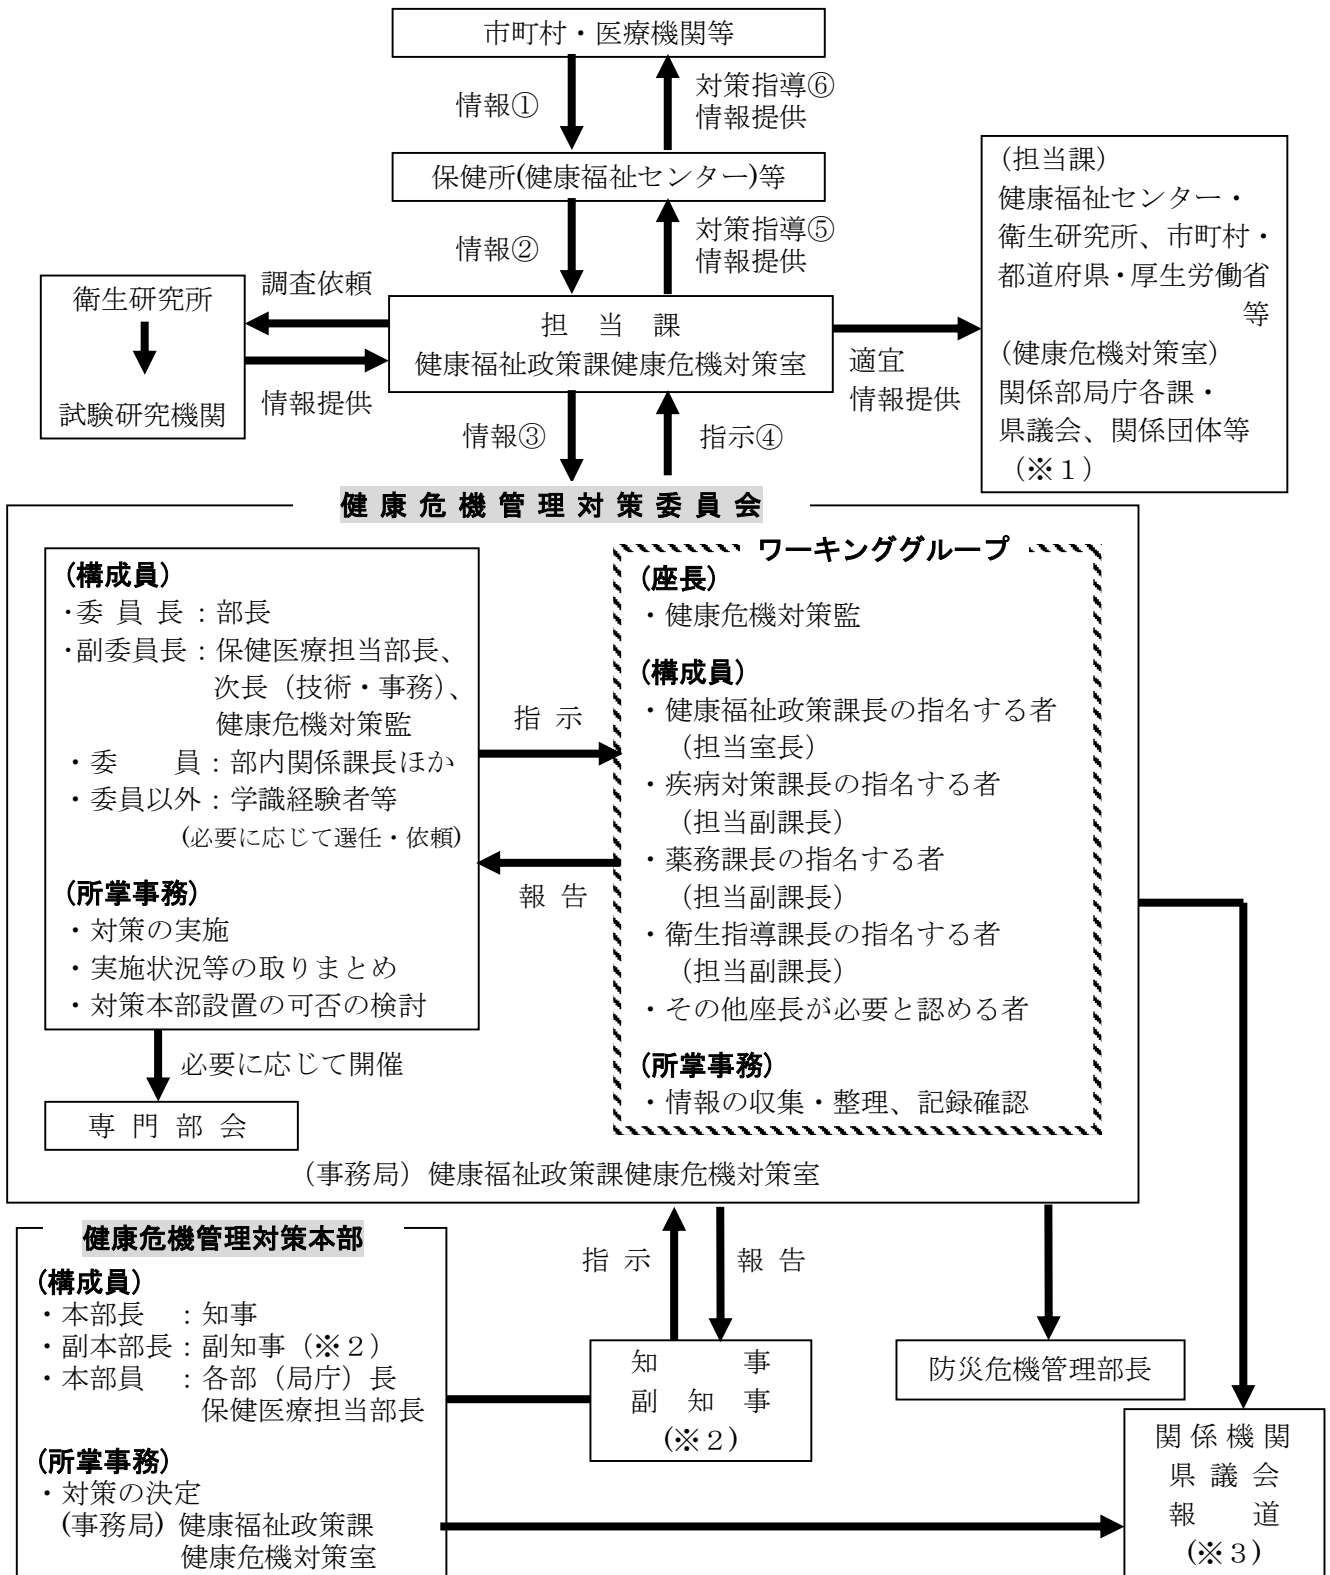 市町村・医療機関等
情報①
対策指導⑥
情報提供
保健所(健康福祉センター)等
情報②
対策指導⑤
情報提供
(担当課)
健康福祉センター・
衛生研究所、市町村・
都道府県・厚生労働省
等
(健康危機対策室)
関係部局庁各課・
県議会、関係団体等
(※1)
衛生研究所
試験研究機関
調査依頼
情報提供
担 当 課
健康福祉政策課健康危機対策室
適宜
情報提供
情報③
指示④
健康危機管理対策委員会
(構成員)
・委 員 長：部長
・副委員長：保健医療担当部長、
次長（技術・事務）、
健康危機対策監
・委　　員：部内関係課長ほか
・委員以外：学識経験者等
(必要に応じて選任・依頼)
(所掌事務)
・対策の実施
・実施状況等の取りまとめ
・対策本部設置の可否の検討
指 示
報 告
ワーキンググループ
(座長)
・健康危機対策監
(構成員)
・健康福祉政策課長の指名する者
（担当室長）
・疾病対策課長の指名する者
（担当副課長）
・薬務課長の指名する者
（担当副課長）
・衛生指導課長の指名する者
（担当副課長）
・その他座長が必要と認める者
(所掌事務)
・情報の収集・整理、記録確認
必要に応じて開催
専 門 部 会
（事務局）健康福祉政策課健康危機対策室
健康危機管理対策本部
(構成員)
・本部長　：知事
・副本部長：副知事（※２）
・本部員　：各部（局庁）長
保健医療担当部長
(所掌事務)
・対策の決定
(事務局) 健康福祉政策課
健康危機対策室
指 示
報 告
知　　事
副 知 事
(※２)
防災危機管理部長
関係機関
県 議 会
報　　道
(※３)